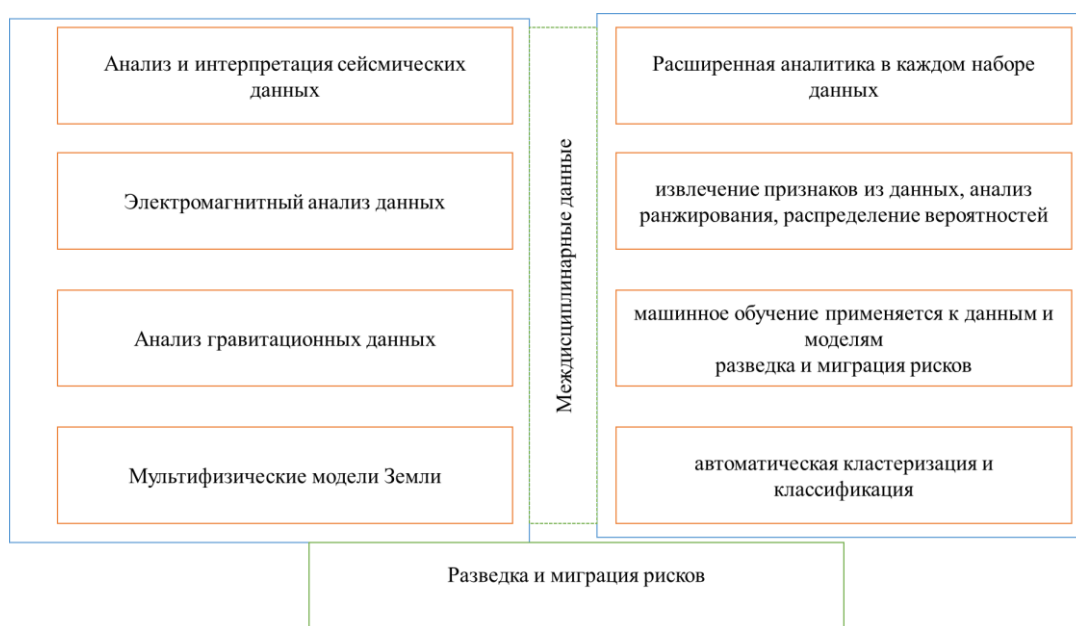 Анализ и интерпретация сейсмических
данных
Электромагнитный анализ данных
Анализ гравитационных данных
Мультифизические модели Земли
Междисциплинарные данные
Расширенная аналитика в каждом наборе
данных
извлечение признаков из данных, анализ
ранжирования, распределение вероятностей
машинное обучение применяется к данным и
моделям
разведка и миграция рисков
автоматическая кластеризация и
классификация
Разведка и миграция рисков